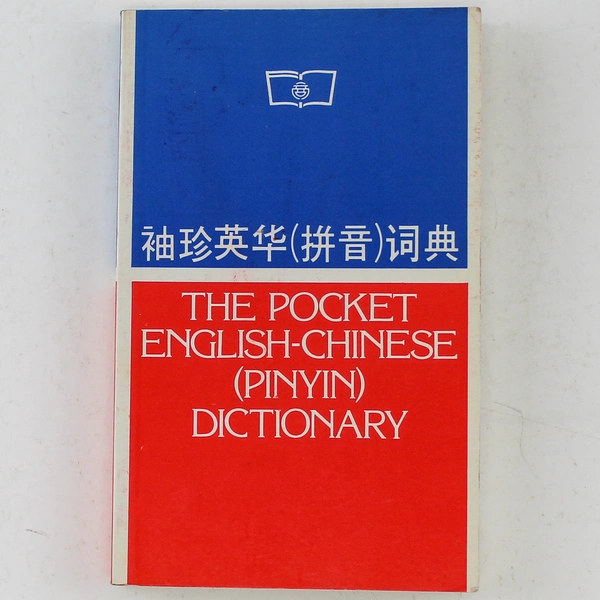 袖珍英华(拼音)词典
THE POCKET
ENGLISH-CHINESE
(PINYIN)
DICTIONARY